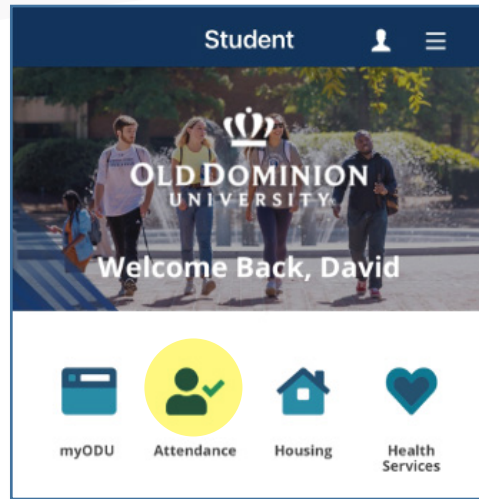 Student
OLD DOMINION
UNIVERSITY
Welcome Back, David
myODU
Attendance
Housing
Health
Services